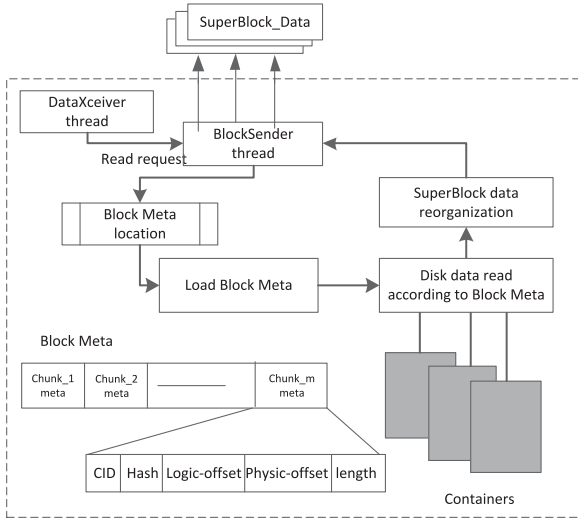 SuperBlock_Data
DataXceiver
thread
BlockSender
thread
Read request
Block Meta
location
SuperBlock data
reorganization
Load Block Meta
Disk data read
according to Block Meta
Block Meta
Chunk_1
meta
Chunk_2
meta
Chunk_m
meta
CID
Hash
Logic-offset
Physic-offset
length
Containers